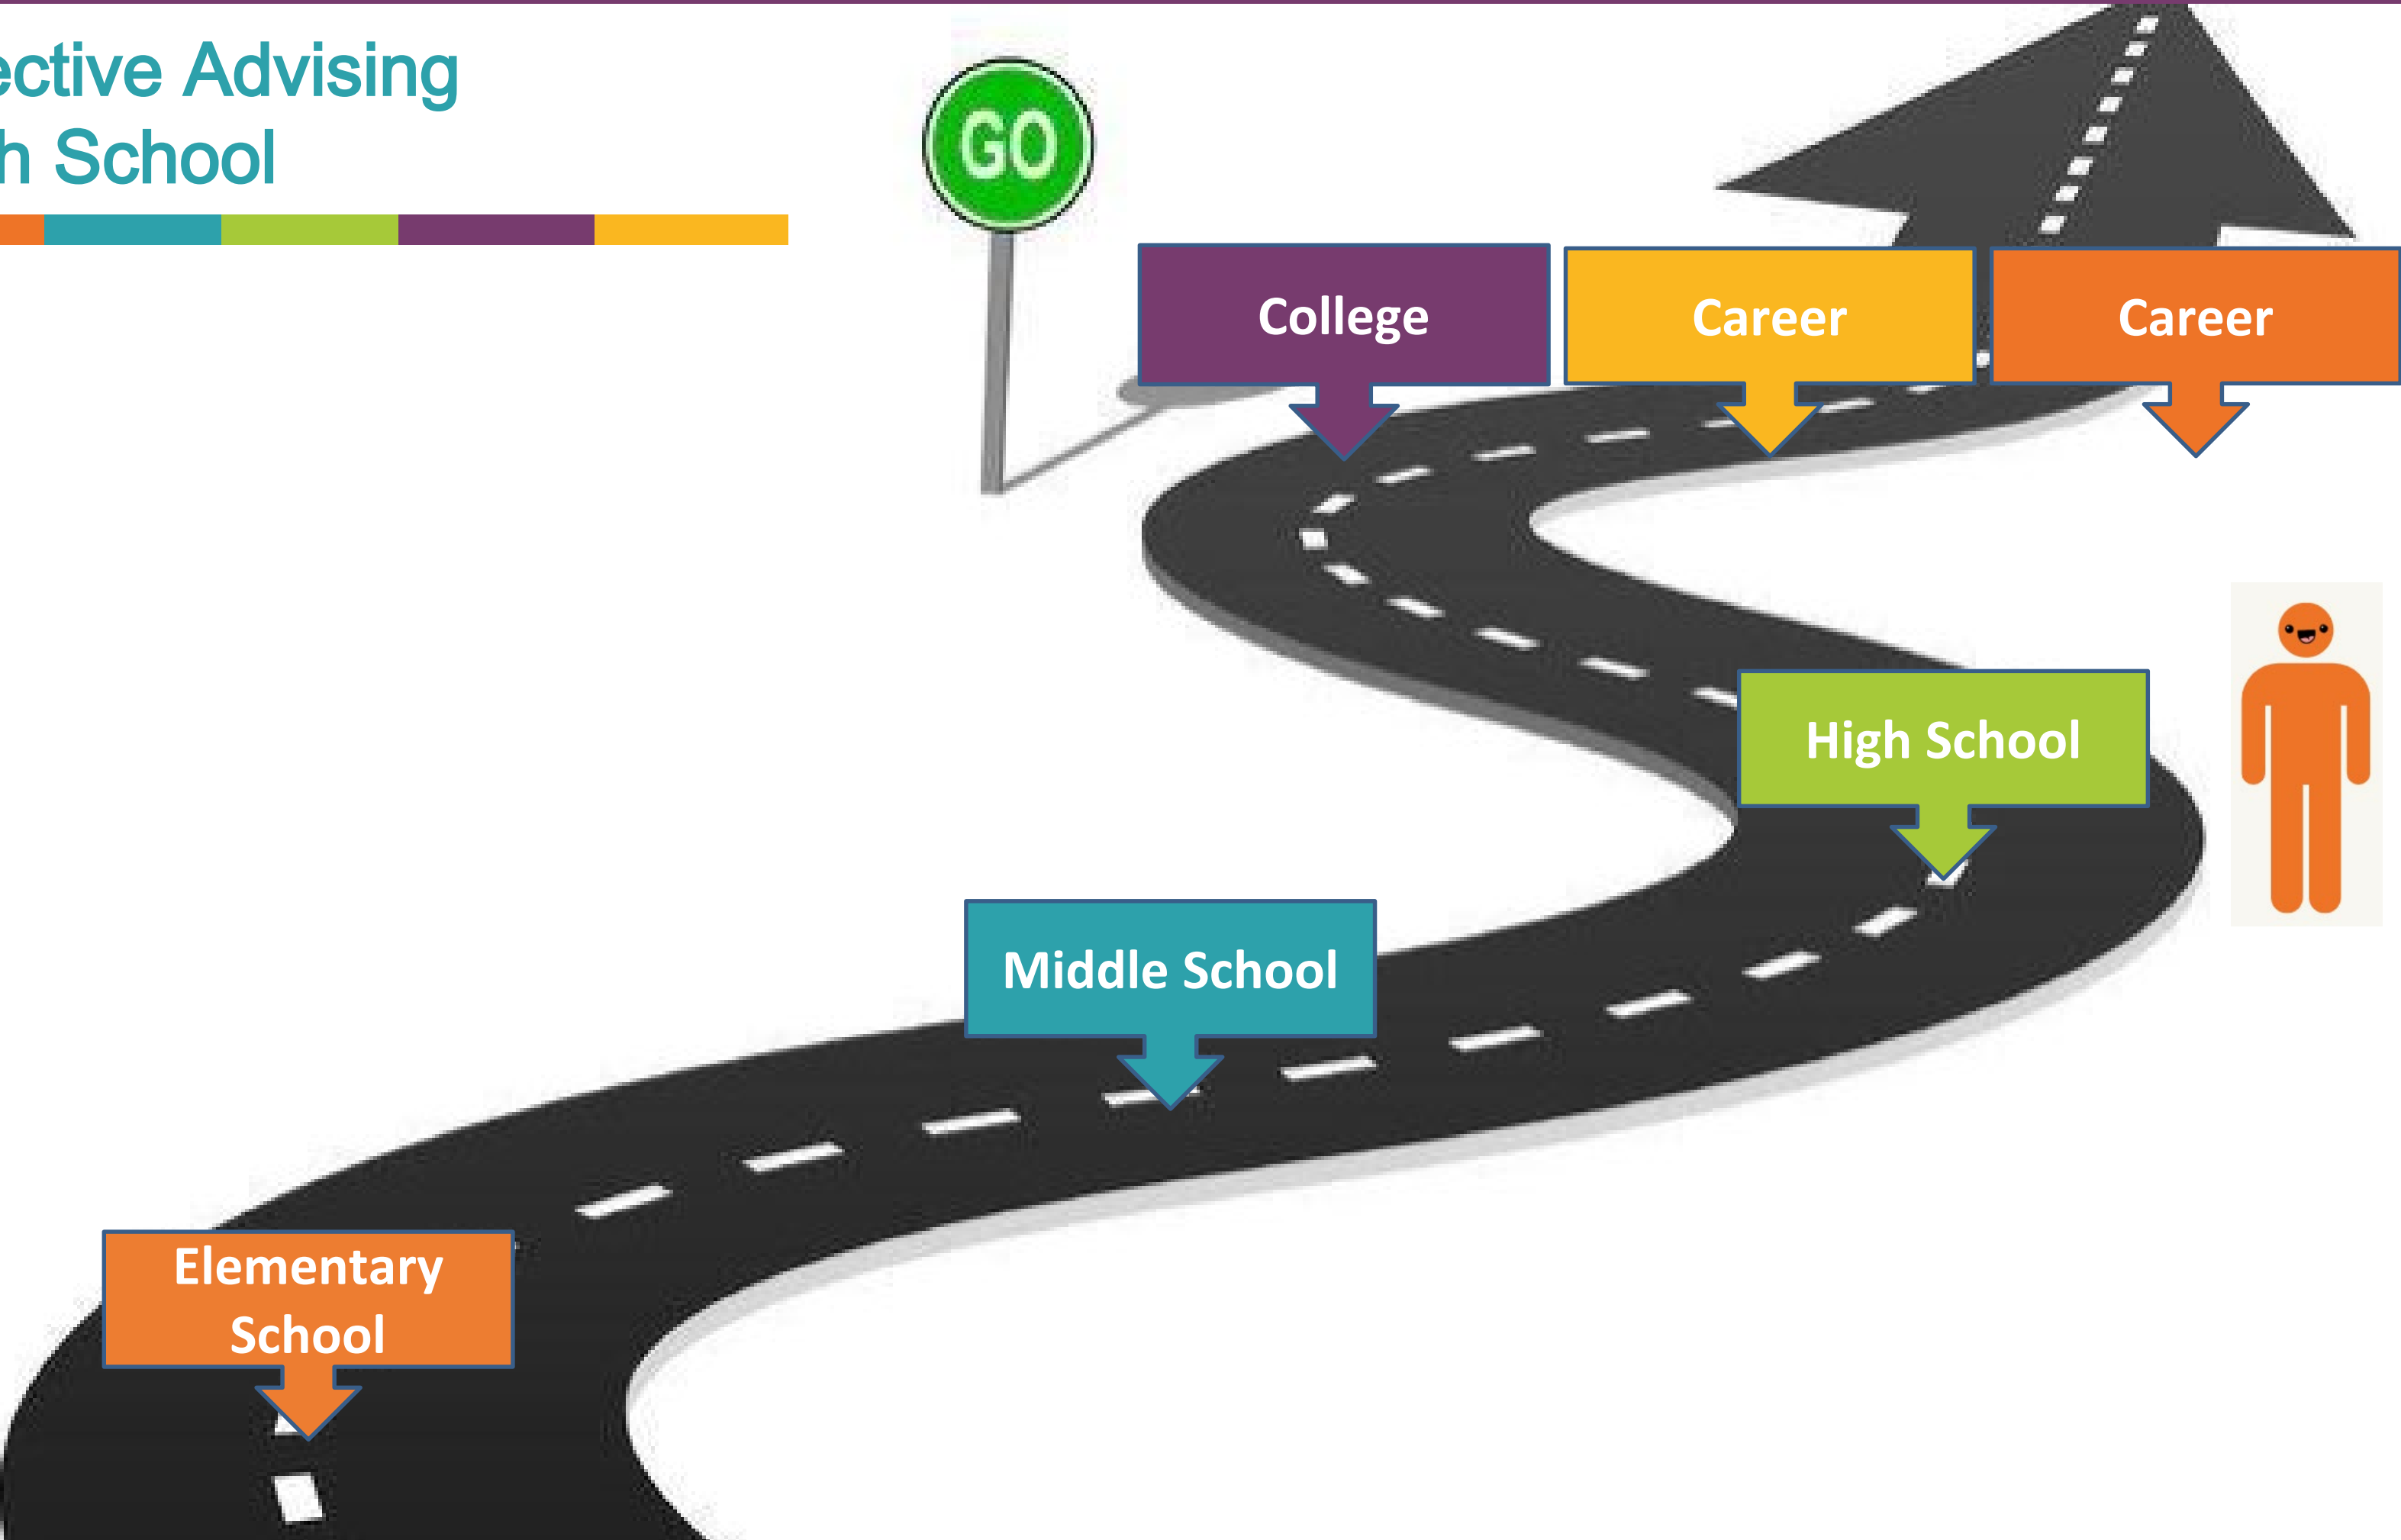 ective Advising
h School
GO
College
Career
Career
High School
Middle School
Elementary
School